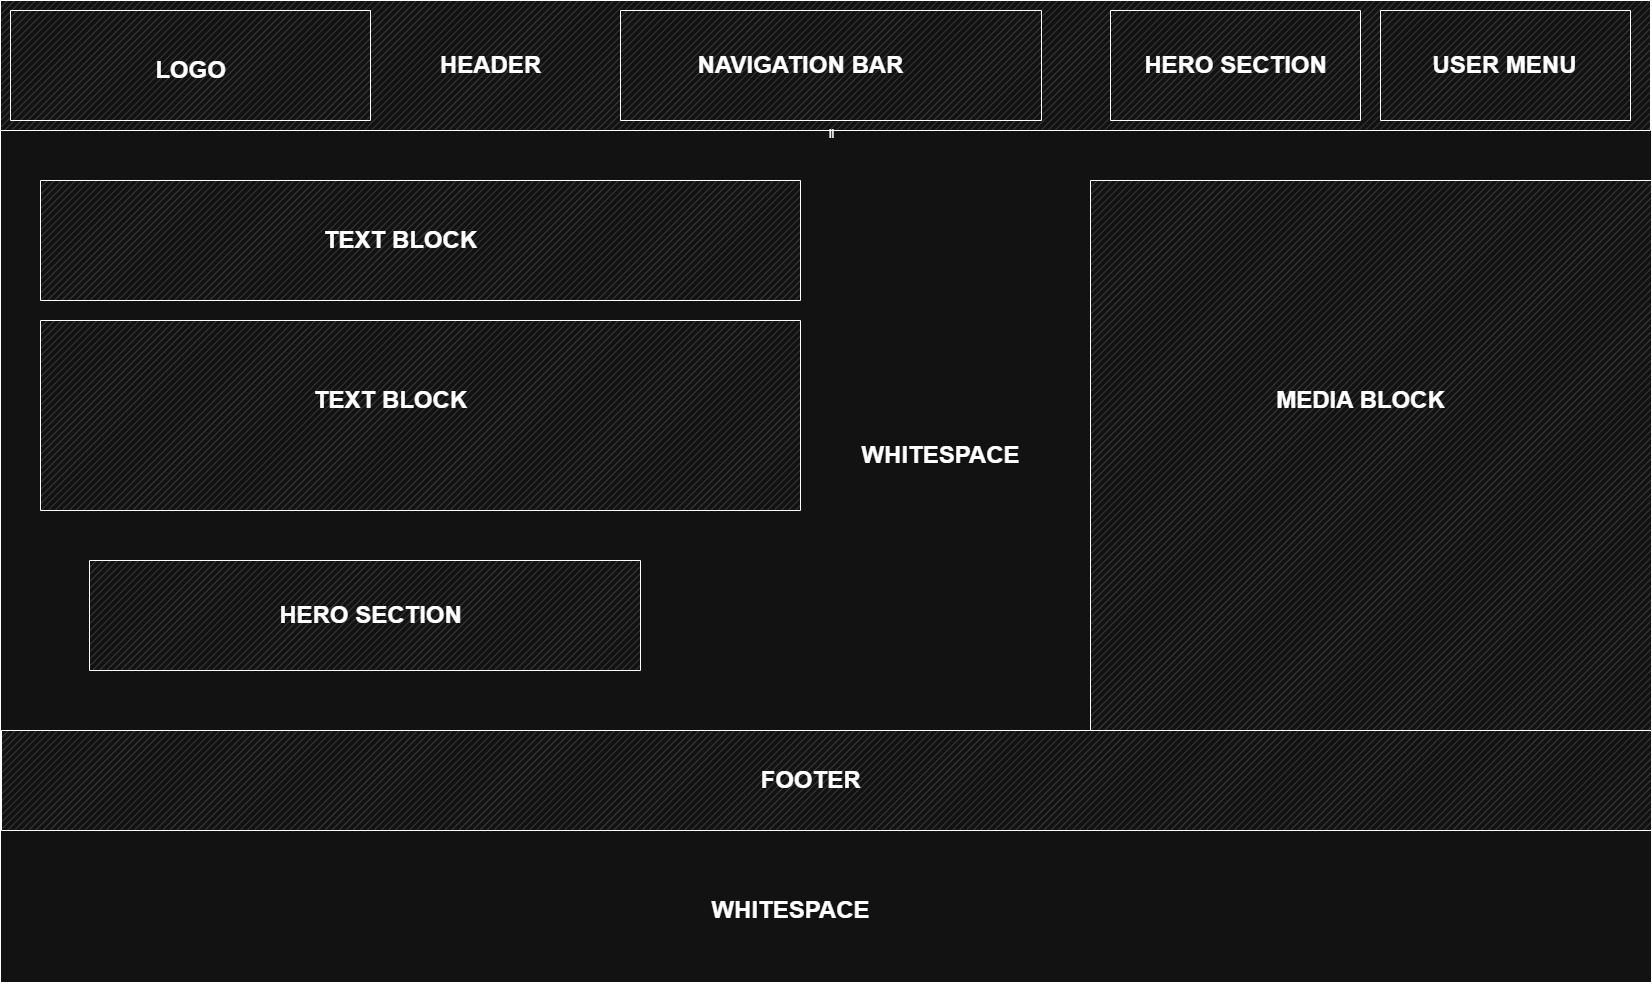 LOGO
HEADER
NAVIGATION BAR
HERO SECTION
USER MENU
TEXT BLOCK
TEXT BLOCK
WHITESPACE
MEDIA BLOCK
HERO SECTION
FOOTER
WHITESPACE